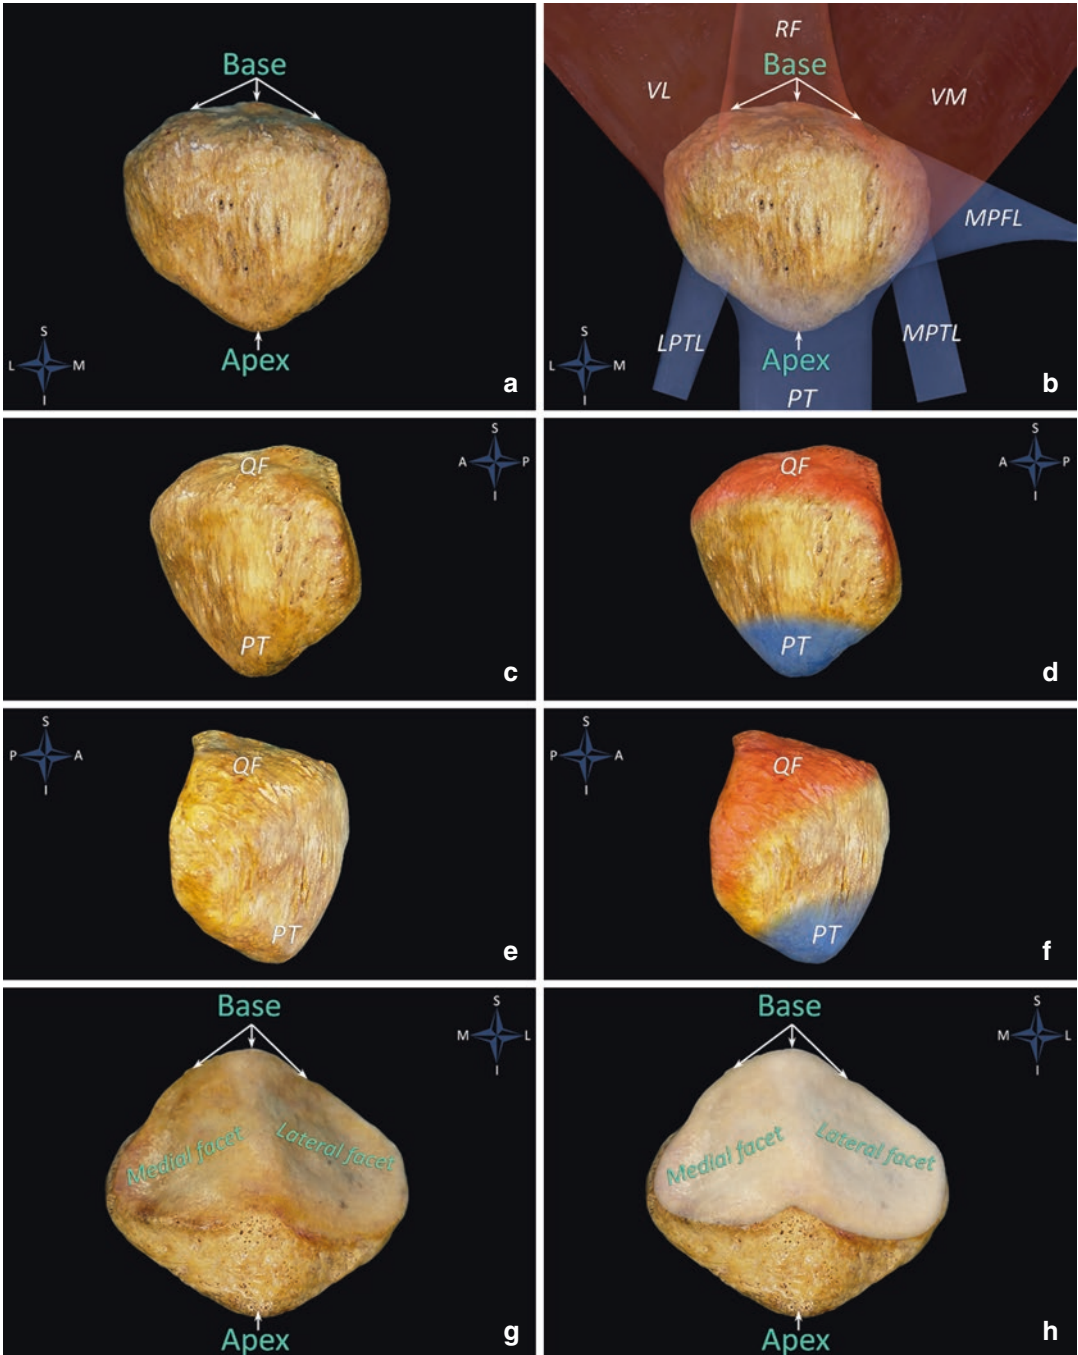 Base
S
L M
I
Apex
a
RF
Base
VL
VM
MPFL
S
L M
I
LPTL
MPTL
Apex
PT
b
QF
S
A P
I
PT
c
QF
S
A P
I
PT
d
S
P A
I
QF
PT
e
S
P A
I
QF
PT
f
Base
S
M L
I
Medial facet
Lateral facet
Apex
g
Base
S
M L
I
Medial facet
Lateral facet
Apex
h